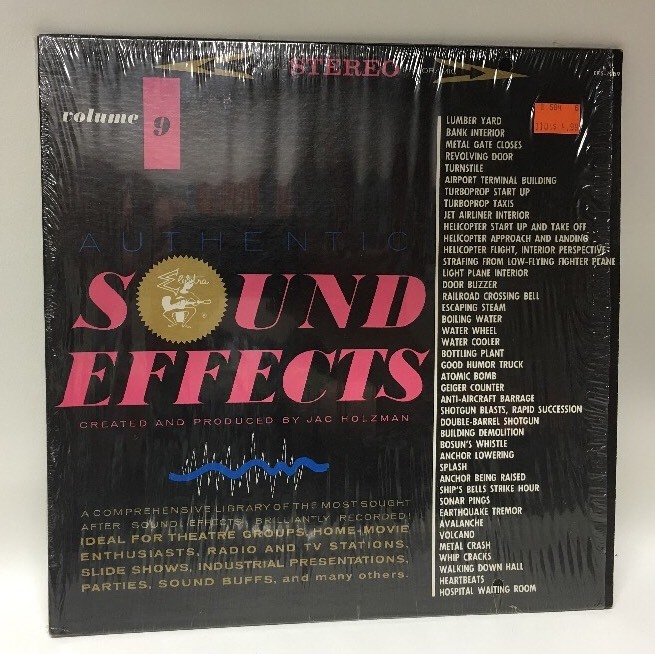 STEREO
volume 9
AUTHENTIC
SOUND
Elektra
®
EFFECTS
CREATED AND PRODUCED BY JAC HOLZMAN
A COMPREHENSIVE LIBRARY OF THE MOST SOUGHT
AFTER SOUND EFFECTS, BRILLIANTLY RECORDED!
IDEAL FOR THEATRE GROUPS, HOME-MOVIE
ENTHUSIASTS, RADIO AND TV STATIONS,
SLIDE SHOWS, INDUSTRIAL PRESENTATIONS,
PARTIES, SOUND BUFFS, and many others.
LUMBER YARD
BANK INTERIOR
METAL GATE CLOSES
REVOLVING DOOR
TURNSTILE
AIRPORT TERMINAL BUILDING
TURBOPROP START UP
TURBOPROP TAXIS
JET AIRLINER INTERIOR
HELICOPTER START UP AND TAKE OFF
HELICOPTER APPROACH AND LANDING
HELICOPTER FLIGHT, INTERIOR PERSPECTIVE
STRAFING FROM LOW-FLYING FIGHTER PLANE
LIGHT PLANE INTERIOR
DOOR BUZZER
RAILROAD CROSSING BELL
ESCAPING STEAM
BOILING WATER
WATER WHEEL
WATER COOLER
BOTTLING PLANT
GOOD HUMOR TRUCK
ATOMIC BOMB
GEIGER COUNTER
ANTI-AIRCRAFT BARRAGE
SHOTGUN BLASTS, RAPID SUCCESSION
DOUBLE-BARREL SHOTGUN
BUILDING DEMOLITION
BOSUN'S WHISTLE
ANCHOR LOWERING
SPLASH
ANCHOR BEING RAISED
SHIP'S BELLS STRIKE HOUR
SONAR PINGS
EARTHQUAKE TREMOR
AVALANCHE
VOLCANO
METAL CRASH
WHIP CRACKS
WALKING DOWN HALL
HEARTBEATS
HOSPITAL WAITING ROOM